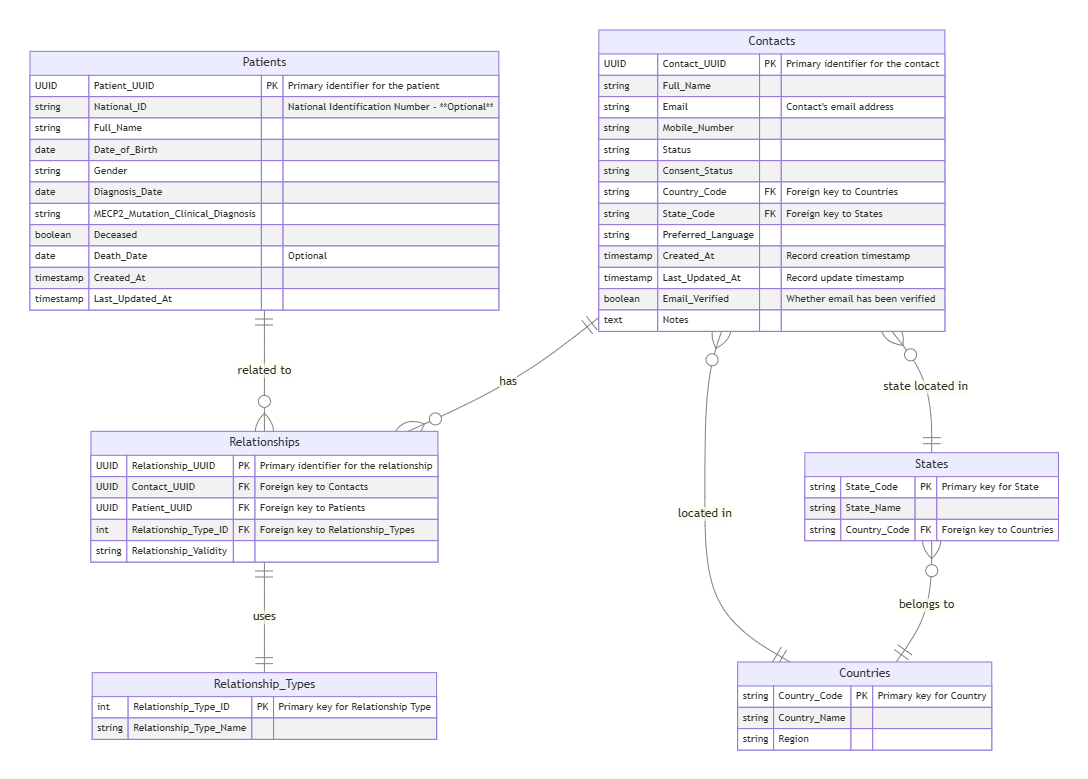 Patients
UUID Patient_UUID PK Primary identifier for the patient
string National_ID National Identification Number - **Optional**
string Full_Name
date Date_of_Birth
string Gender
date Diagnosis_Date
string MECP2_Mutation_Clinical_Diagnosis
boolean Deceased
date Death_Date Optional
timestamp Created_At
timestamp Last_Updated_At
Contacts
UUID Contact_UUID PK Primary identifier for the contact
string Full_Name
string Email Contact's email address
string Mobile_Number
string Status
string Consent_Status
string Country_Code FK Foreign key to Countries
string State_Code FK Foreign key to States
string Preferred_Language
timestamp Created_At Record creation timestamp
timestamp Last_Updated_At Record update timestamp
boolean Email_Verified Whether email has been verified
text Notes
related to
has
state located in
Relationships
UUID Relationship_UUID PK Primary identifier for the relationship
UUID Contact_UUID FK Foreign key to Contacts
UUID Patient_UUID FK Foreign key to Patients
int Relationship_Type_ID FK Foreign key to Relationship_Types
string Relationship_Validity
States
string State_Code PK Primary key for State
string State_Name
string Country_Code FK Foreign key to Countries
located in
uses
belongs to
Relationship_Types
int Relationship_Type_ID PK Primary key for Relationship Type
string Relationship_Type_Name
Countries
string Country_Code PK Primary key for Country
string Country_Name
string Region